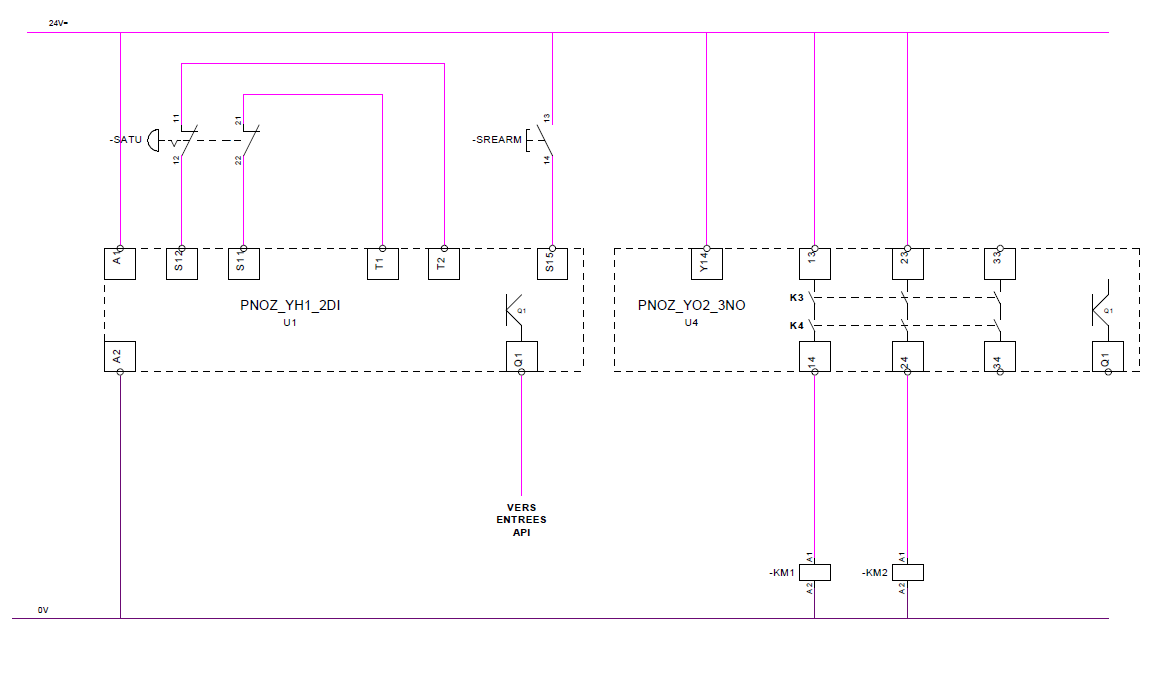 24V=
11
21
13
-SATU
-SREARM
12
22
14
A1
S12
S11
T1
T2
S15
Y14
13
23
33
PNOZ_YH1_2DI
U1
Q1
PNOZ_YO2_3NO
U4
K3
K4
Q1
A2
Q1
14
24
34
Q1
VERS
ENTREES
API
A1
A1
-KM1
-KM2
A2
A2
0V